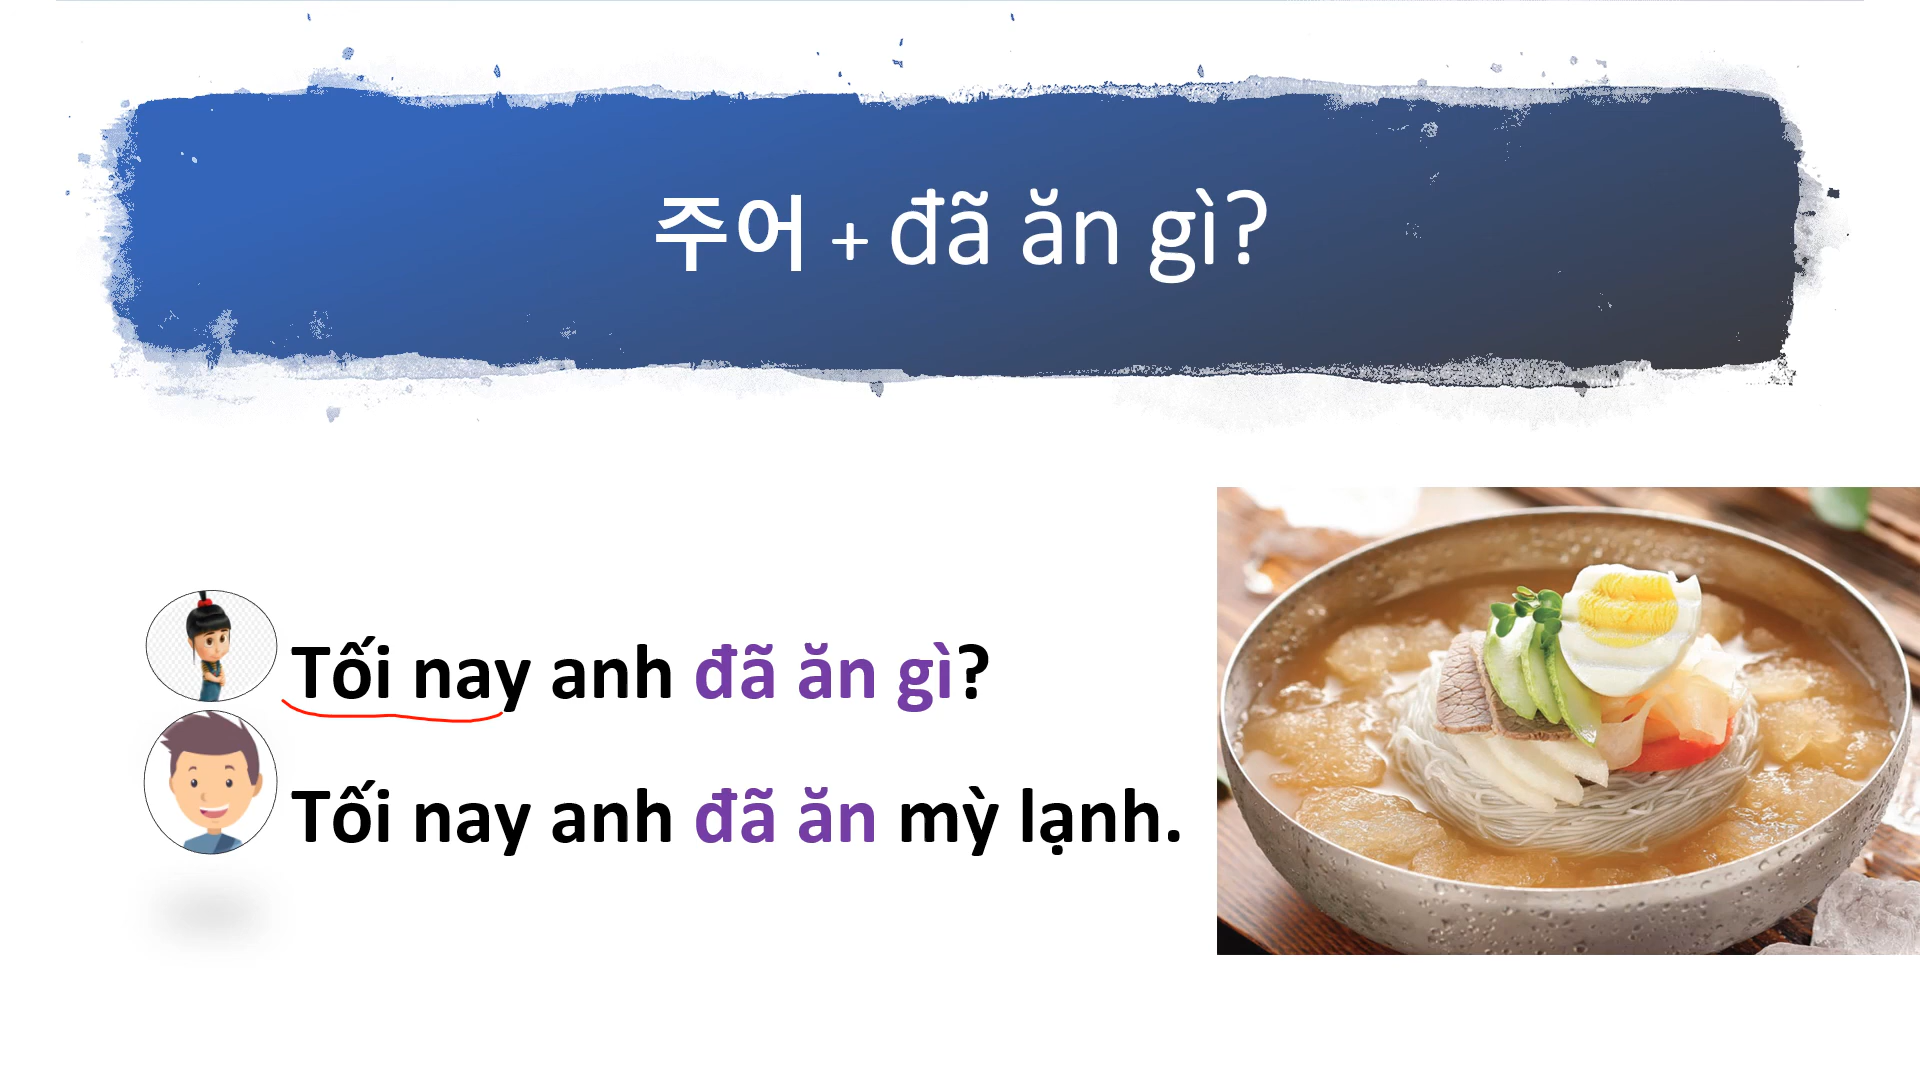 주어 + đã ăn gì?
Tối nay anh đã ăn gì?
Tối nay anh đã ăn mỳ lạnh.